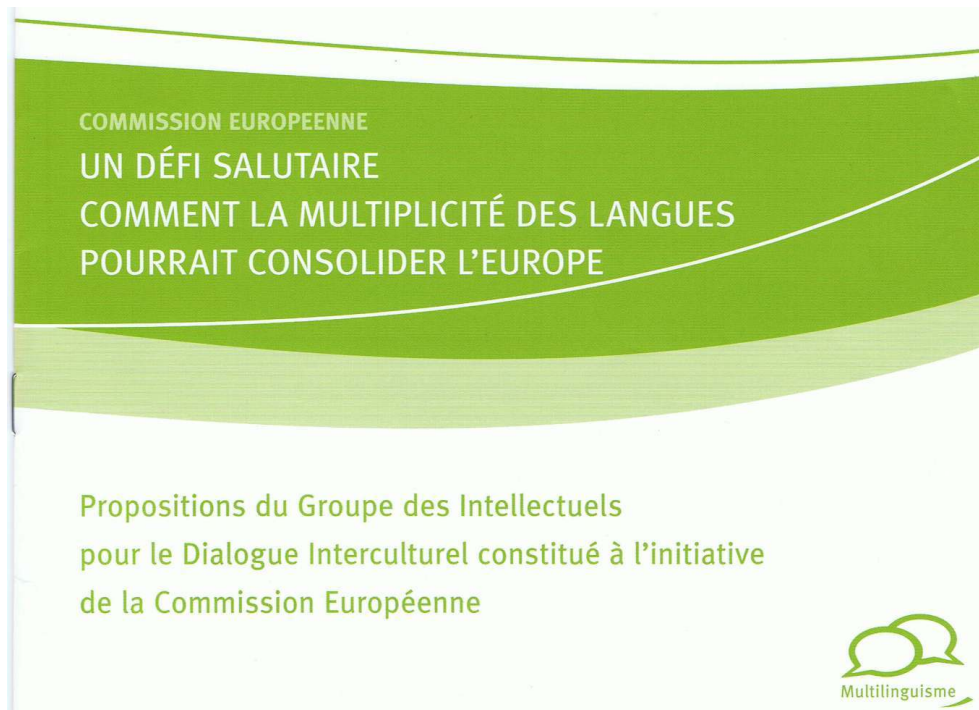 COMMISSION EUROPEENNE
UN DÉFI SALUTAIRE
COMMENT LA MULTIPLICITÉ DES LANGUES
POURRAIT CONSOLIDER L'EUROPE
Propositions du Groupe des Intellectuels
pour le Dialogue Interculturel constitué à l'initiative
de la Commission Européenne
Multilinguisme